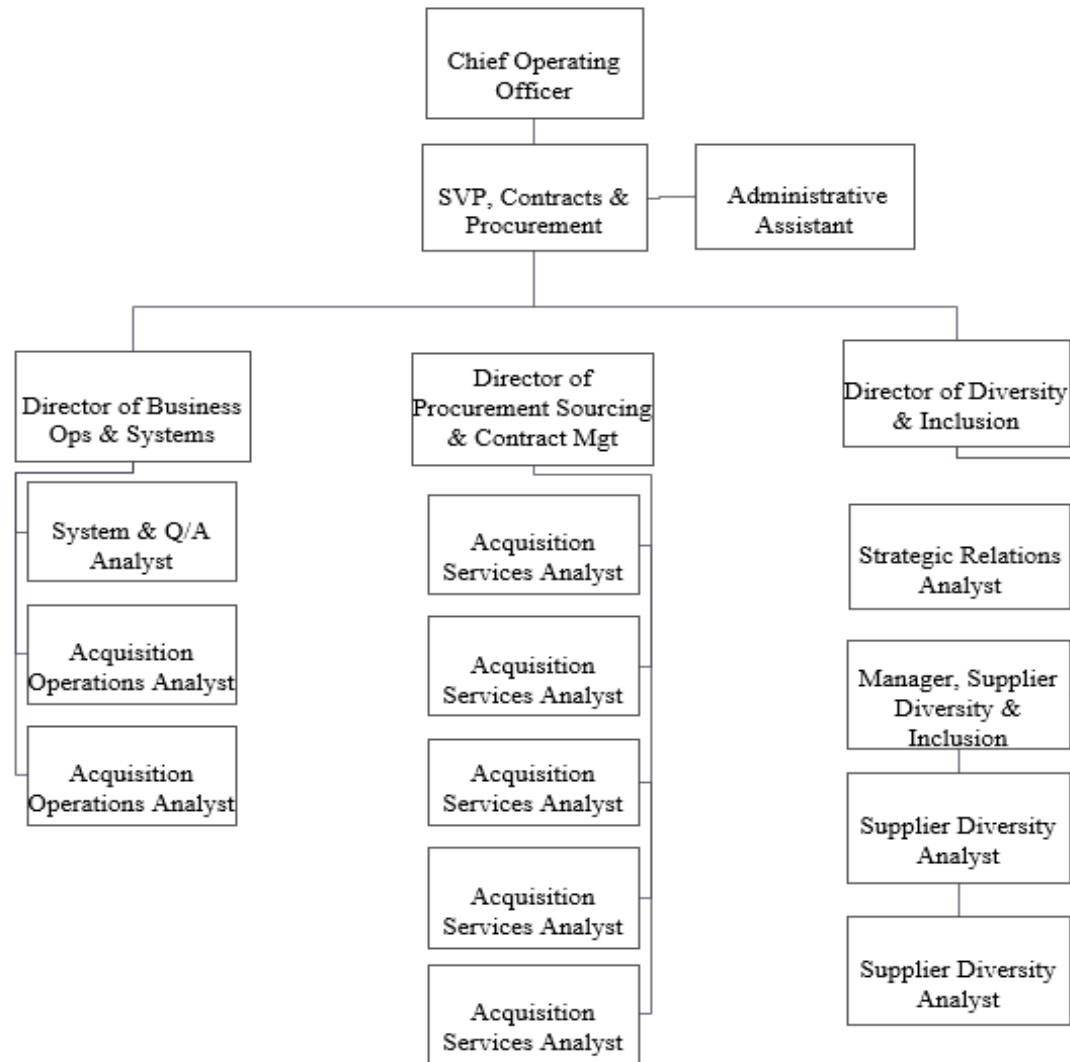 Chief Operating
Officer
SVP, Contracts &
Procurement
Administrative
Assistant
Director of Business
Ops & Systems
System & Q/A
Analyst
Acquisition
Operations Analyst
Acquisition
Operations Analyst
Director of
Procurement Sourcing
& Contract Mgt
Acquisition
Services Analyst
Acquisition
Services Analyst
Acquisition
Services Analyst
Acquisition
Services Analyst
Acquisition
Services Analyst
Director of Diversity
& Inclusion
Strategic Relations
Analyst
Manager, Supplier
Diversity &
Inclusion
Supplier Diversity
Analyst
Supplier Diversity
Analyst